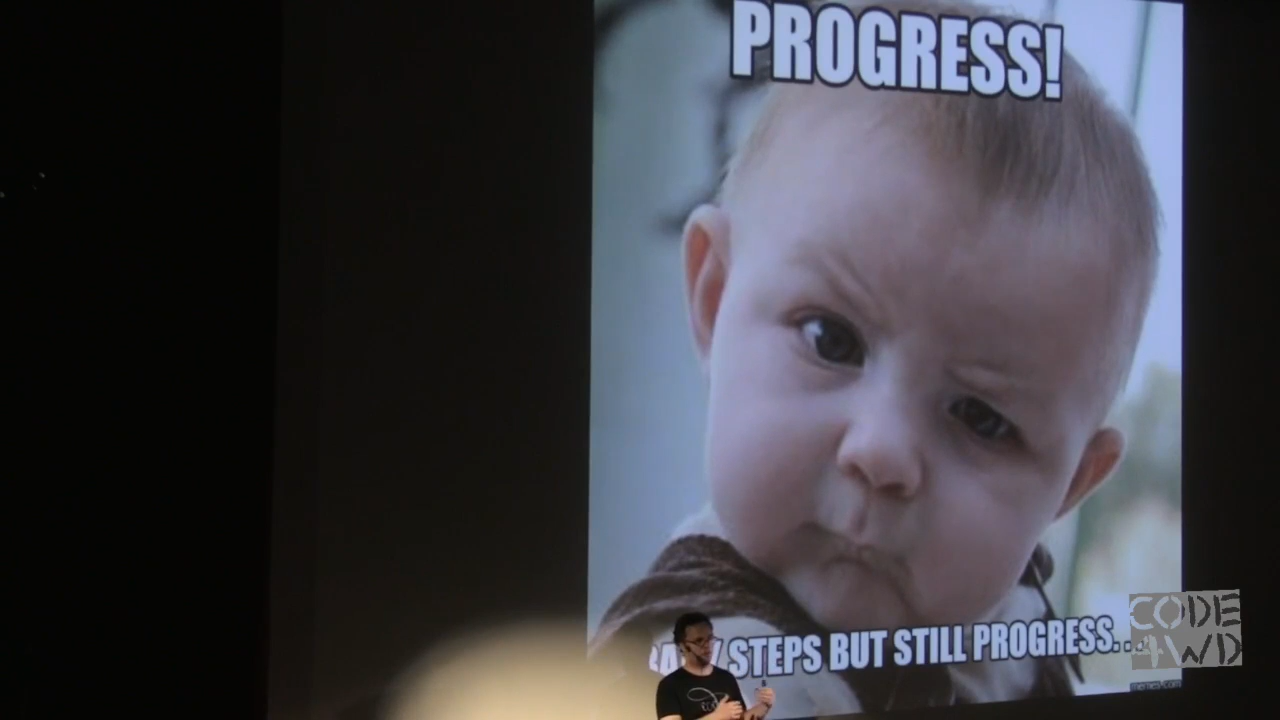 PROGRESS!
STEPS BUT STILL PROGRESS...
CODE
4WD